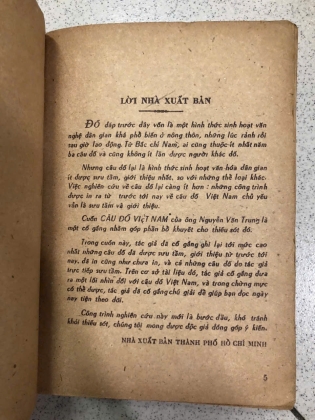 LỜI NHÀ XUẤT BẢN
ĐỐ đáp trước đây vốn là một hình thức sinh hoạt văn
nghệ dân gian khá phổ biến ở nông thôn, những lúc rảnh rỗi
sau giờ lao động. Từ Bắc chí Nam, ai cũng thuộc ít nhất năm
ba câu đố và cũng không ít lần được người khác đố.
Nhưng câu đố lại là hình thức sinh hoạt văn hóa dân gian
ít được sưu tầm, giới thiệu nhất, so với những thể loại khác.
Việc nghiên cứu về câu đố lại càng ít hơn: những công trình
được in ra từ trước tới nay về câu đố Việt Nam chủ yếu
vẫn là sưu tầm và giới thiệu.
Cuốn CÂU ĐỐ VIỆT NAM của ông Nguyễn Văn Trung là
một cố gắng nhằm góp phần bổ khuyết cho thiếu sót đó.
Trong cuốn này, tác giả đã cố gắng ghi lại tới mức cao
nhất những câu đố đã được sưu tầm, giới thiệu từ trước tới
nay, đã in cũng như chưa in, và cả những câu đố do tác giả
trực tiếp sưu tầm. Trên cơ sở tài liệu đó, tác giả cố gắng đưa
ra một lối nhìn đối với câu đố Việt Nam, và trong chừng mực
có thể được, tác giả đã cố gắng chú giải để giúp bạn đọc ngày
nay tiện theo dõi.
Công trình nghiên cứu này mới là bước đầu, khó tránh
khỏi thiếu sót, chúng tôi mong được độc giả đóng góp ý kiến.
NHÀ XUẤT BẢN THÀNH PHỐ HỒ CHÍ MINH
5